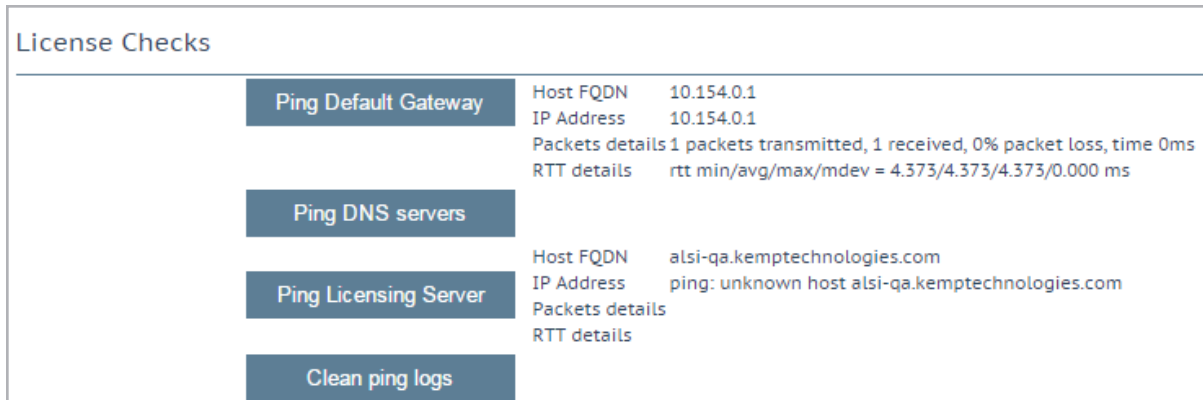 License Checks
Ping Default Gateway
Host FQDN 10.154.0.1
IP Address 10.154.0.1
Packets details 1 packets transmitted, 1 received, 0% packet loss, time 0ms
RTT details rtt min/avg/max/mdev = 4.373/4.373/4.373/0.000 ms
Ping DNS servers
Ping Licensing Server
Host FQDN alsi-qa.kemptechnologies.com
IP Address ping: unknown host alsi-qa.kemptechnologies.com
Packets details
RTT details
Clean ping logs